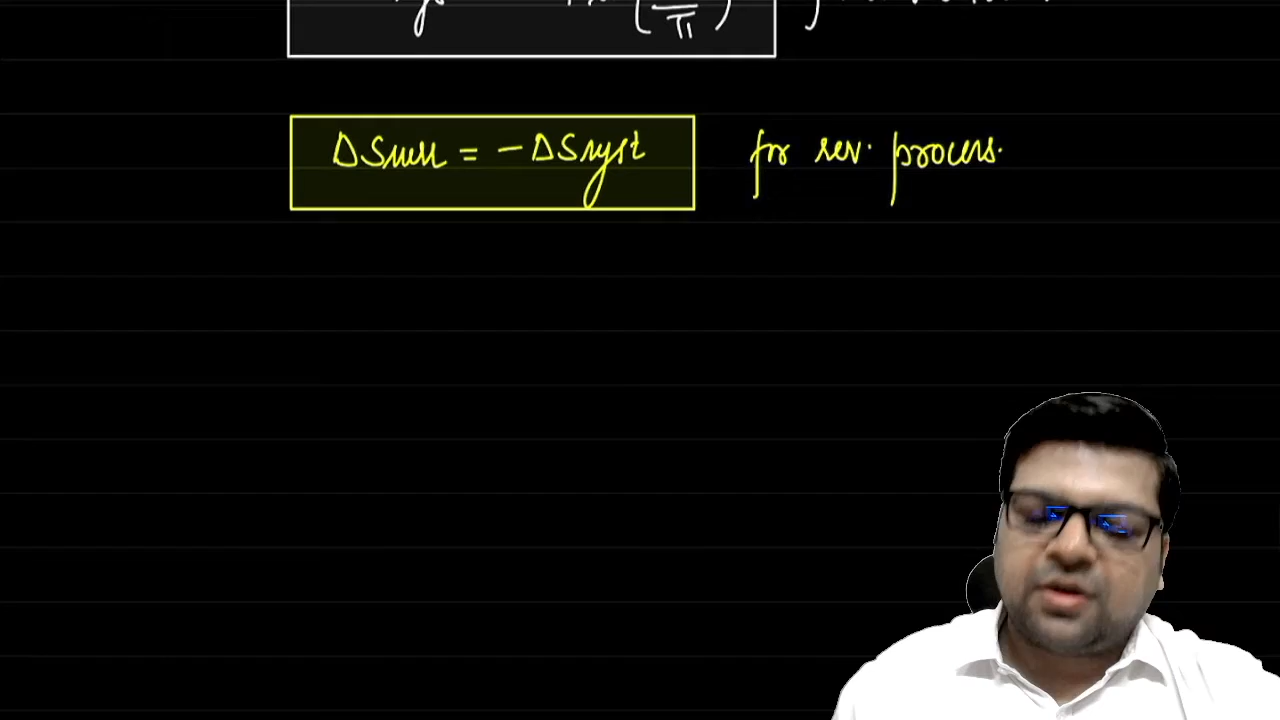 ΔSsurr = -ΔSsyst for rev. process.